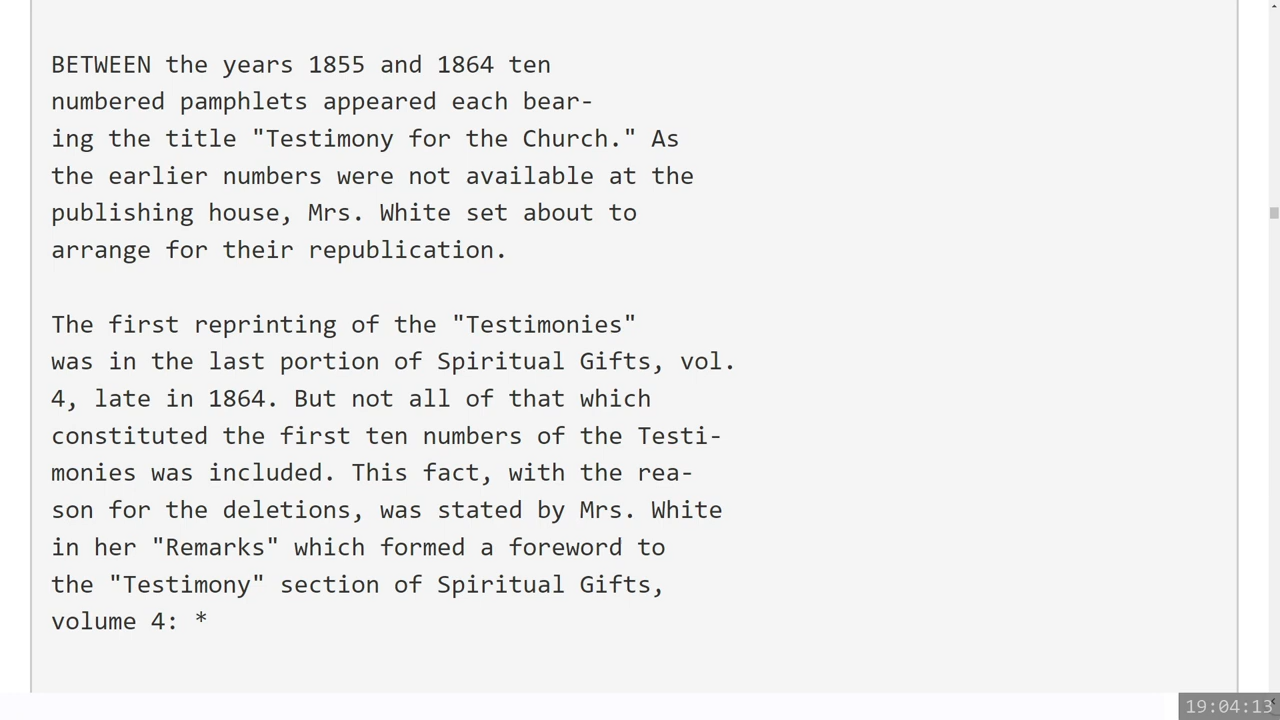 BETWEEN the years 1855 and 1864 ten
numbered pamphlets appeared each bear-
ing the title "Testimony for the Church." As
the earlier numbers were not available at the
publishing house, Mrs. White set about to
arrange for their republication.
The first reprinting of the "Testimonies"
was in the last portion of Spiritual Gifts, vol.
4, late in 1864. But not all of that which
constituted the first ten numbers of the Testi-
monies was included. This fact, with the rea-
son for the deletions, was stated by Mrs. White
in her "Remarks" which formed a foreword to
the "Testimony" section of Spiritual Gifts,
volume 4: *
19:04:13